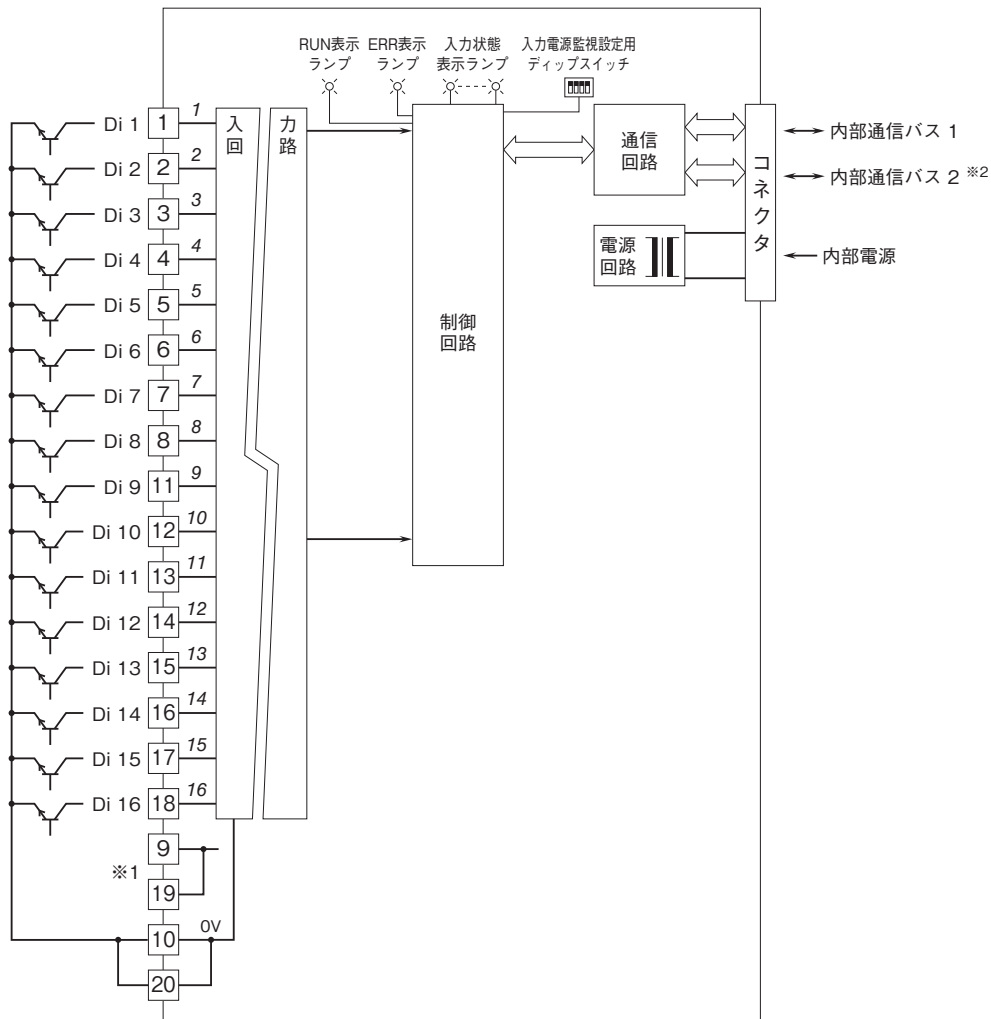 RUN表示
ランプ
ERR表示
ランプ
入力状態
表示ランプ
入力電源監視設定用
ディップスイッチ
Di 1 1 1
Di 2 2 2
Di 3 3 3
Di 4 4 4
Di 5 5 5
Di 6 6 6
Di 7 7 7
Di 8 8 8
Di 9 11 9
Di 10 12 10
Di 11 13 11
Di 12 14 12
Di 13 15 13
Di 14 16 14
Di 15 17 15
Di 16 18 16
9
※1
19
10 0V
20
入力
回路
制御
回路
通信
回路
電源
回路
コネクタ
内部通信バス 1
内部通信バス 2 ※2
内部電源